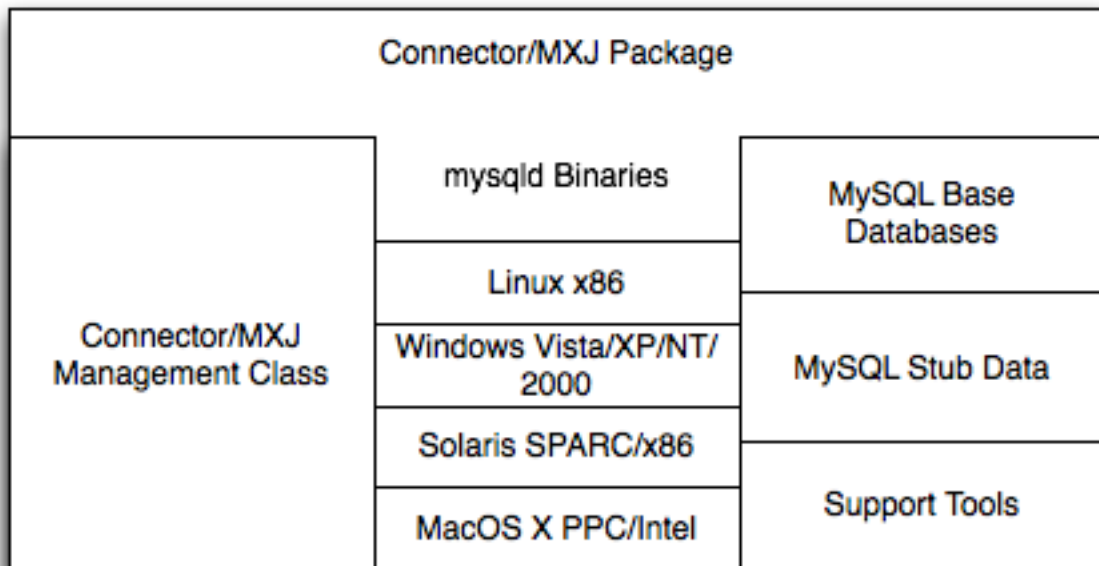 Connector/MXJ Package
Connector/MXJ
Management Class
mysqld Binaries
Linux x86
Windows Vista/XP/NT/
2000
Solaris SPARC/x86
MacOS X PPC/Intel
MySQL Base
Databases
MySQL Stub Data
Support Tools